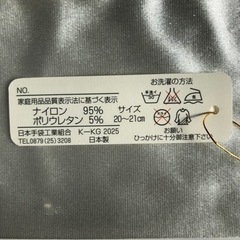 NO.
お洗濯の方法
家庭用品品質表示法に基づく表示
ナイロン 95% サイズ
ポリウレタン 5% 20~21cm
日本手袋工業組合 K-KG 2025
TEL0879(25)3208 日本製
お願い
ひっかけに十分御注意下さい